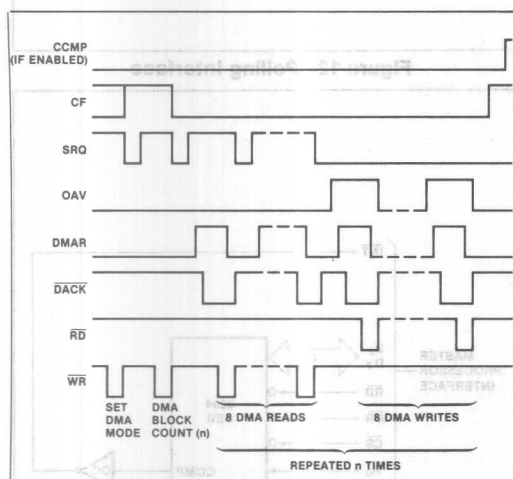 CCMP
(IF ENABLED)
CF
SRQ
OAV
DMAR
DACK
RD
WR
SET DMA MODE
DMA BLOCK COUNT (n)
8 DMA READS
8 DMA WRITES
REPEATED n TIMES